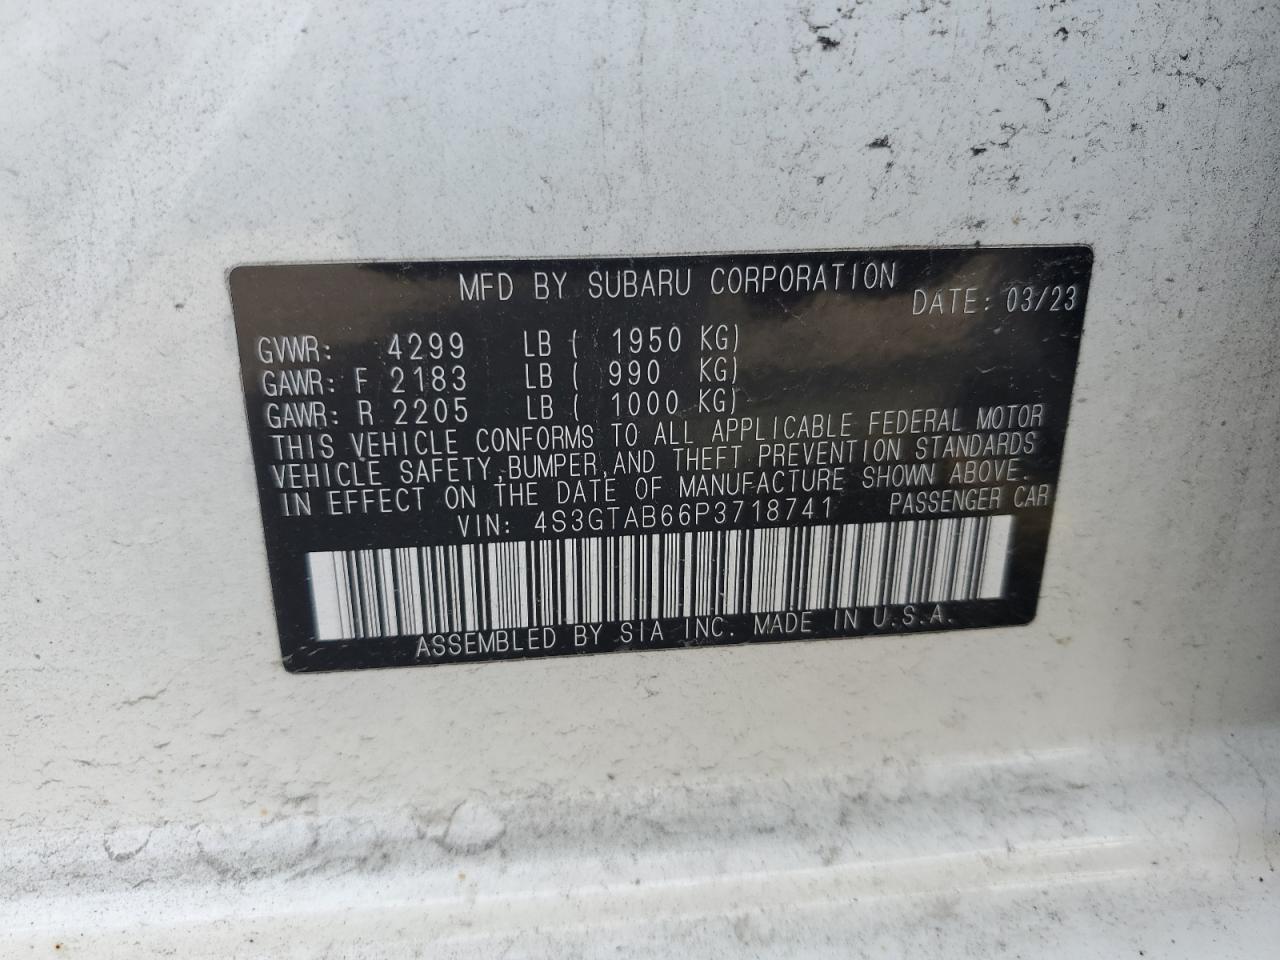 MFD BY SUBARU CORPORATION
DATE: 03/23
GVWR: 4299 LB ( 1950 KG)
GAWR: F 2183 LB ( 990 KG)
GAWR: R 2205 LB ( 1000 KG)
THIS VEHICLE CONFORMS TO ALL APPLICABLE FEDERAL MOTOR
VEHICLE SAFETY, BUMPER, AND THEFT PREVENTION STANDARDS
IN EFFECT ON THE DATE OF MANUFACTURE SHOWN ABOVE.
VIN: 4S3GTAB66P3718741 PASSENGER CAR
ASSEMBLED BY SIA INC. MADE IN U.S.A.